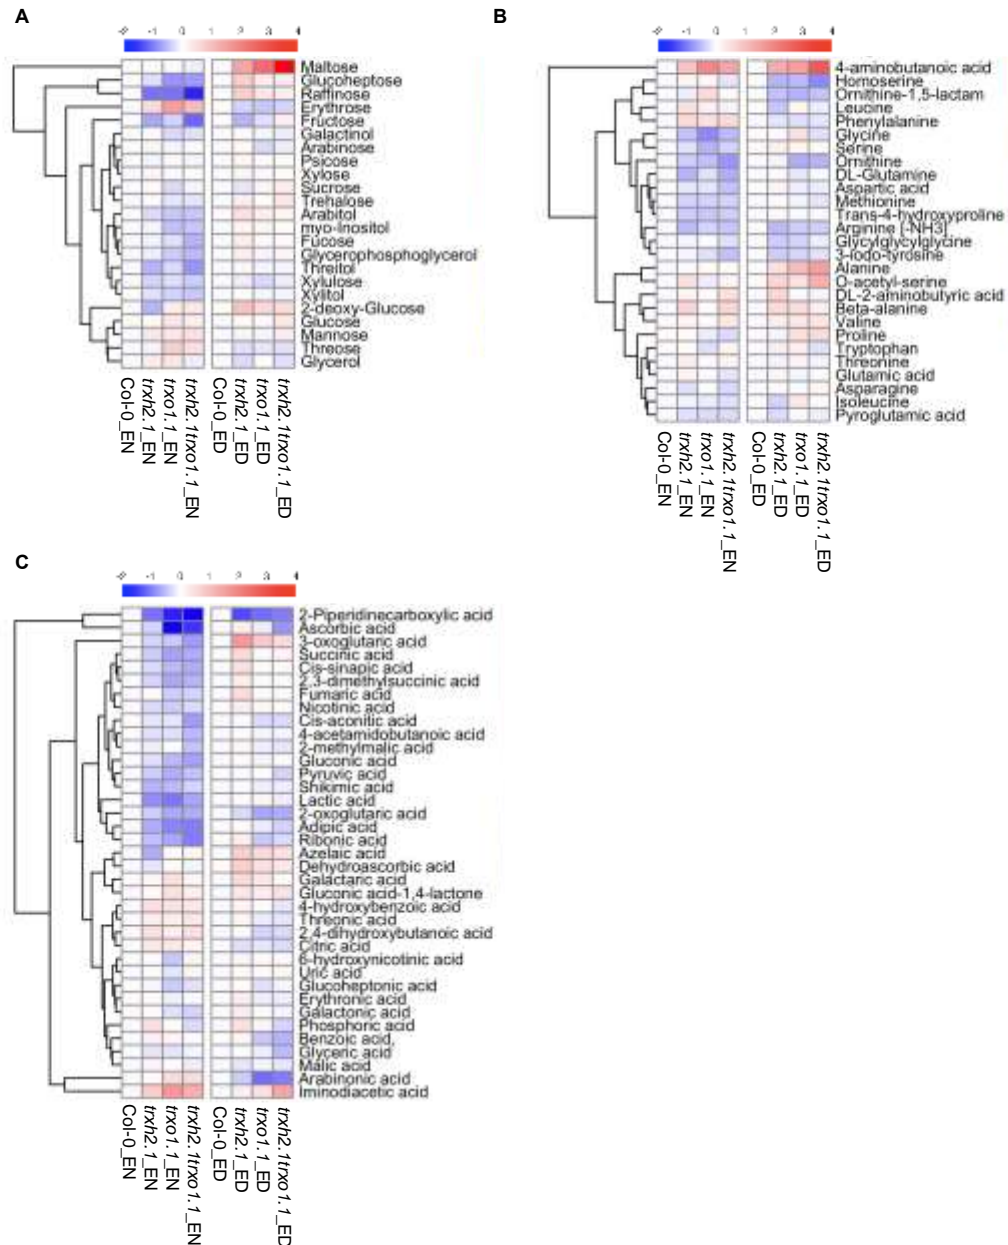 A
-2 -1 0 1 2 3 4
Maltose
Glucoheptose
Raffinose
Erythrose
Fructose
Galactinol
Arabinose
Psicose
Xylose
Sucrose
Trehalose
Arabitol
myo-Inositol
Fucose
Glycerophosphoglycerol
Threitol
Xylulose
Xylitol
2-deoxy-Glucose
Glucose
Mannose
Threose
Glycerol
Col-0_EN
trxh2.1_EN
trxo1.1_EN
trxh2.1trxo1.1_EN
Col-0_ED
trxh2.1_ED
trxo1.1_ED
trxh2.1trxo1.1_ED
B
-2 -1 0 1 2 3 4
4-aminobutanoic acid
Homoserine
Ornithine-1,5-lactam
Leucine
Phenylalanine
Glycine
Serine
Ornithine
DL-Glutamine
Aspartic acid
Methionine
Trans-4-hydroxyproline
Arginine [-NH3]
Glycylglycylglycine
3-iodo-tyrosine
Alanine
O-acetyl-serine
DL-2-aminobutyric acid
Beta-alanine
Valine
Proline
Tryptophan
Threonine
Glutamic acid
Asparagine
Isoleucine
Pyroglutamic acid
Col-0_EN
trxh2.1_EN
trxo1.1_EN
trxh2.1trxo1.1_EN
Col-0_ED
trxh2.1_ED
trxo1.1_ED
trxh2.1trxo1.1_ED
C
-2 -1 0 1 2 3 4
2-Piperidinecarboxylic acid
Ascorbic acid
3-oxoglutaric acid
Succinic acid
Cis-sinapic acid
2,3-dimethylsuccinic acid
Fumaric acid
Nicotinic acid
Cis-aconitic acid
4-acetamidobutanoic acid
2-methylmalic acid
Gluconic acid
Pyruvic acid
Shikimic acid
Lactic acid
2-oxoglutaric acid
Adipic acid
Ribonic acid
Azelaic acid
Dehydroascorbic acid
Galactaric acid
Gluconic acid-1,4-lactone
4-hydroxybenzoic acid
Threonic acid
2,4-dihydroxybutanoic acid
Citric acid
6-hydroxynicotinic acid
Uric acid
Glucoheptonic acid
Erythronic acid
Galactonic acid
Phosphoric acid
Benzoic acid,
Glyceric acid
Malic acid
Arabinonic acid
Iminodiacetic acid
Col-0_EN
trxh2.1_EN
trxo1.1_EN
trxh2.1trxo1.1_EN
Col-0_ED
trxh2.1_ED
trxo1.1_ED
trxh2.1trxo1.1_ED